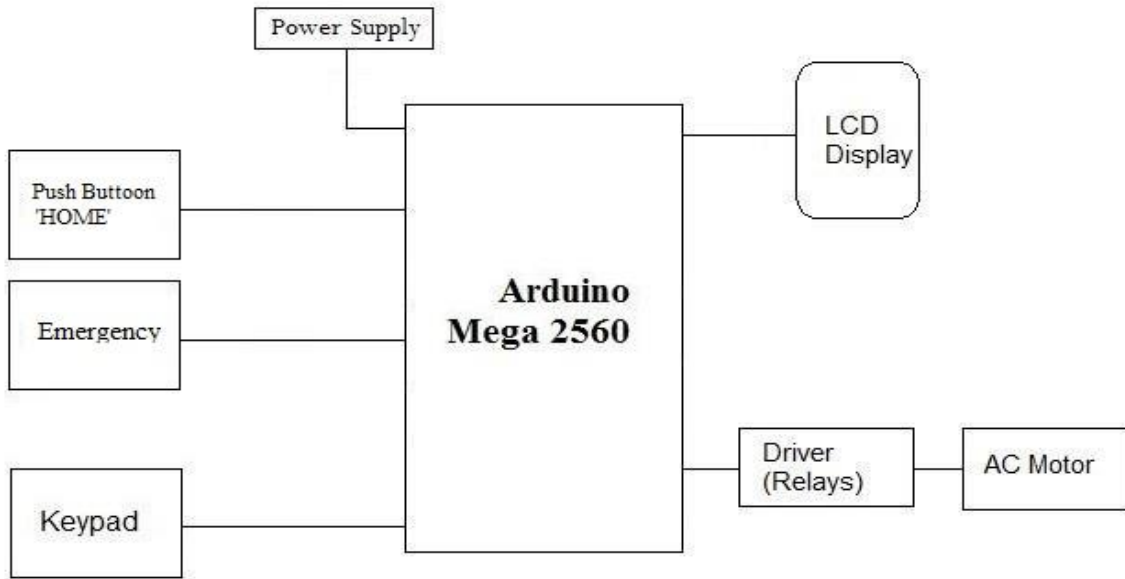 Power Supply
LCD
Display
Push Buttoon
'HOME'
Arduino
Mega 2560
Emergency
Driver
(Relays)
AC Motor
Keypad